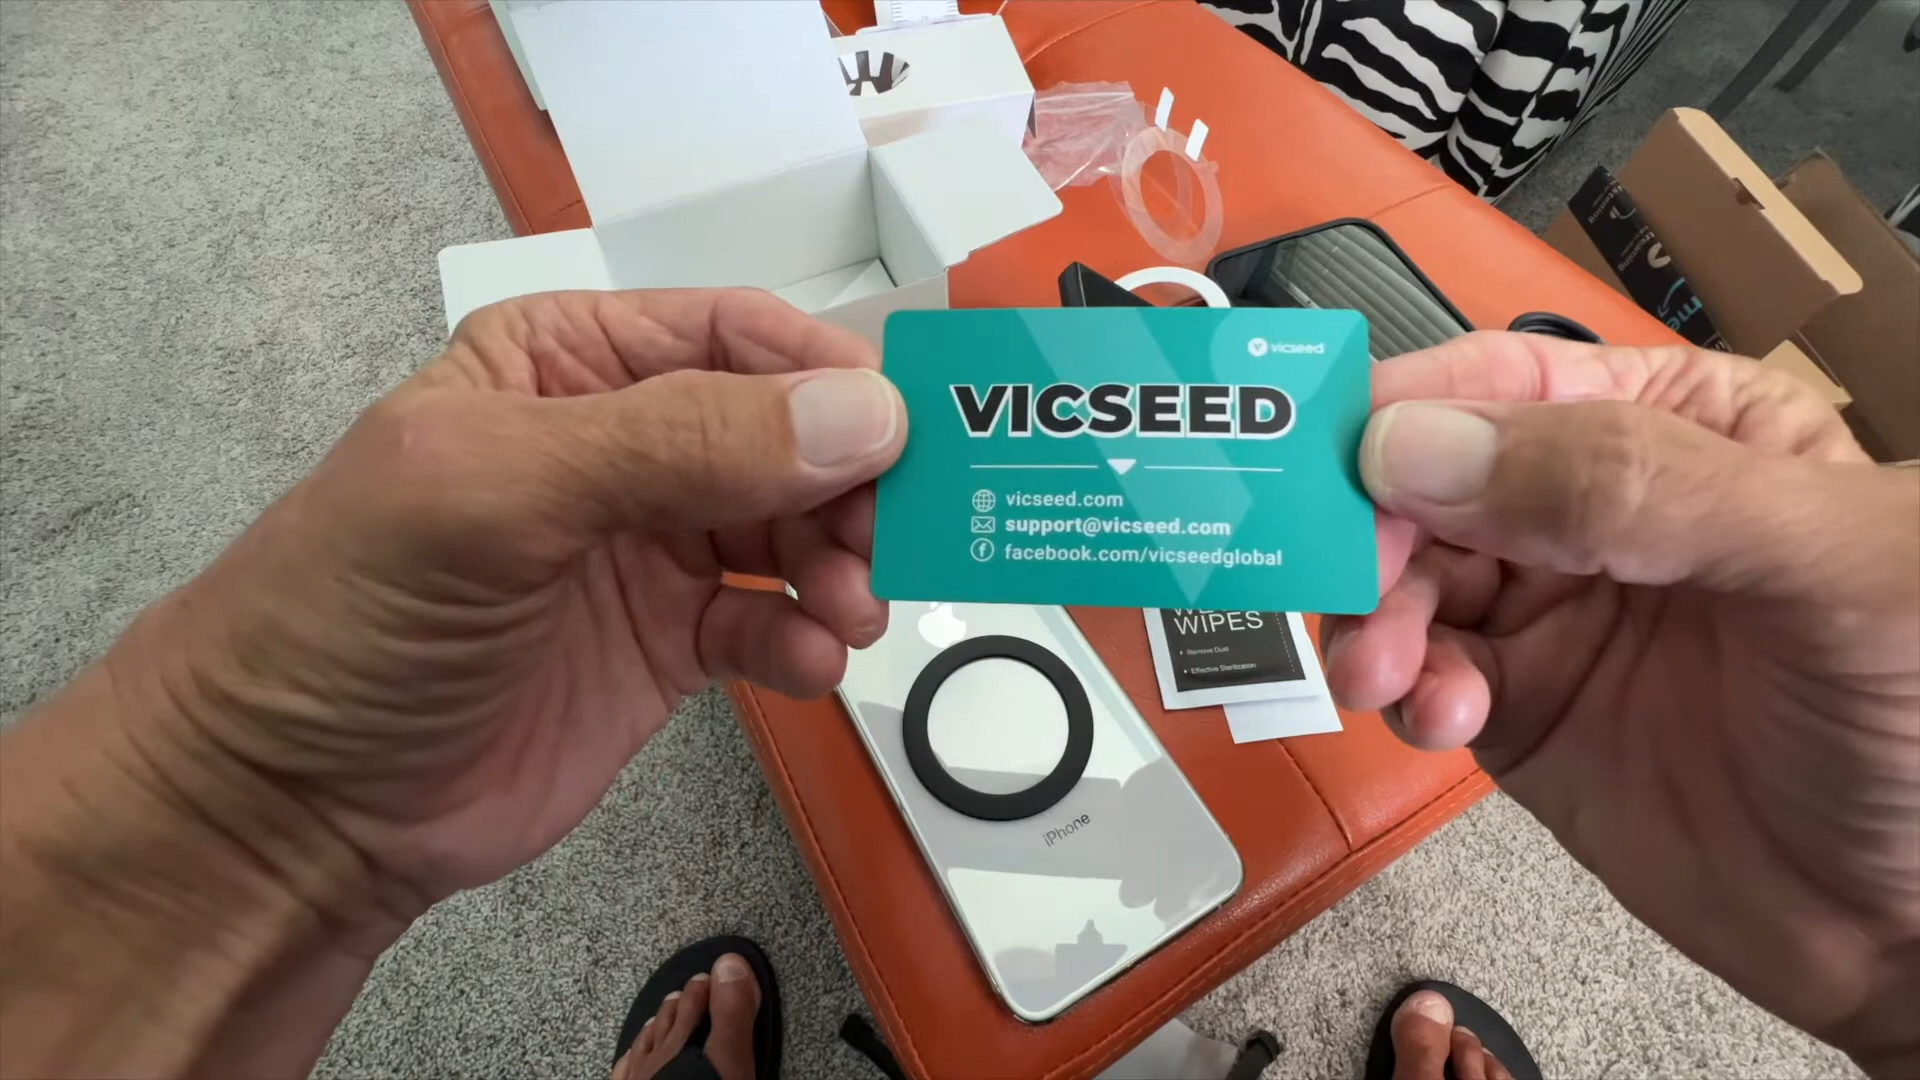 vicseed
VICSEED
vicseed.com
support@vicseed.com
facebook.com/vicseedglobal
WIPES
Remove Dust
Effective Sterilization
iPhone